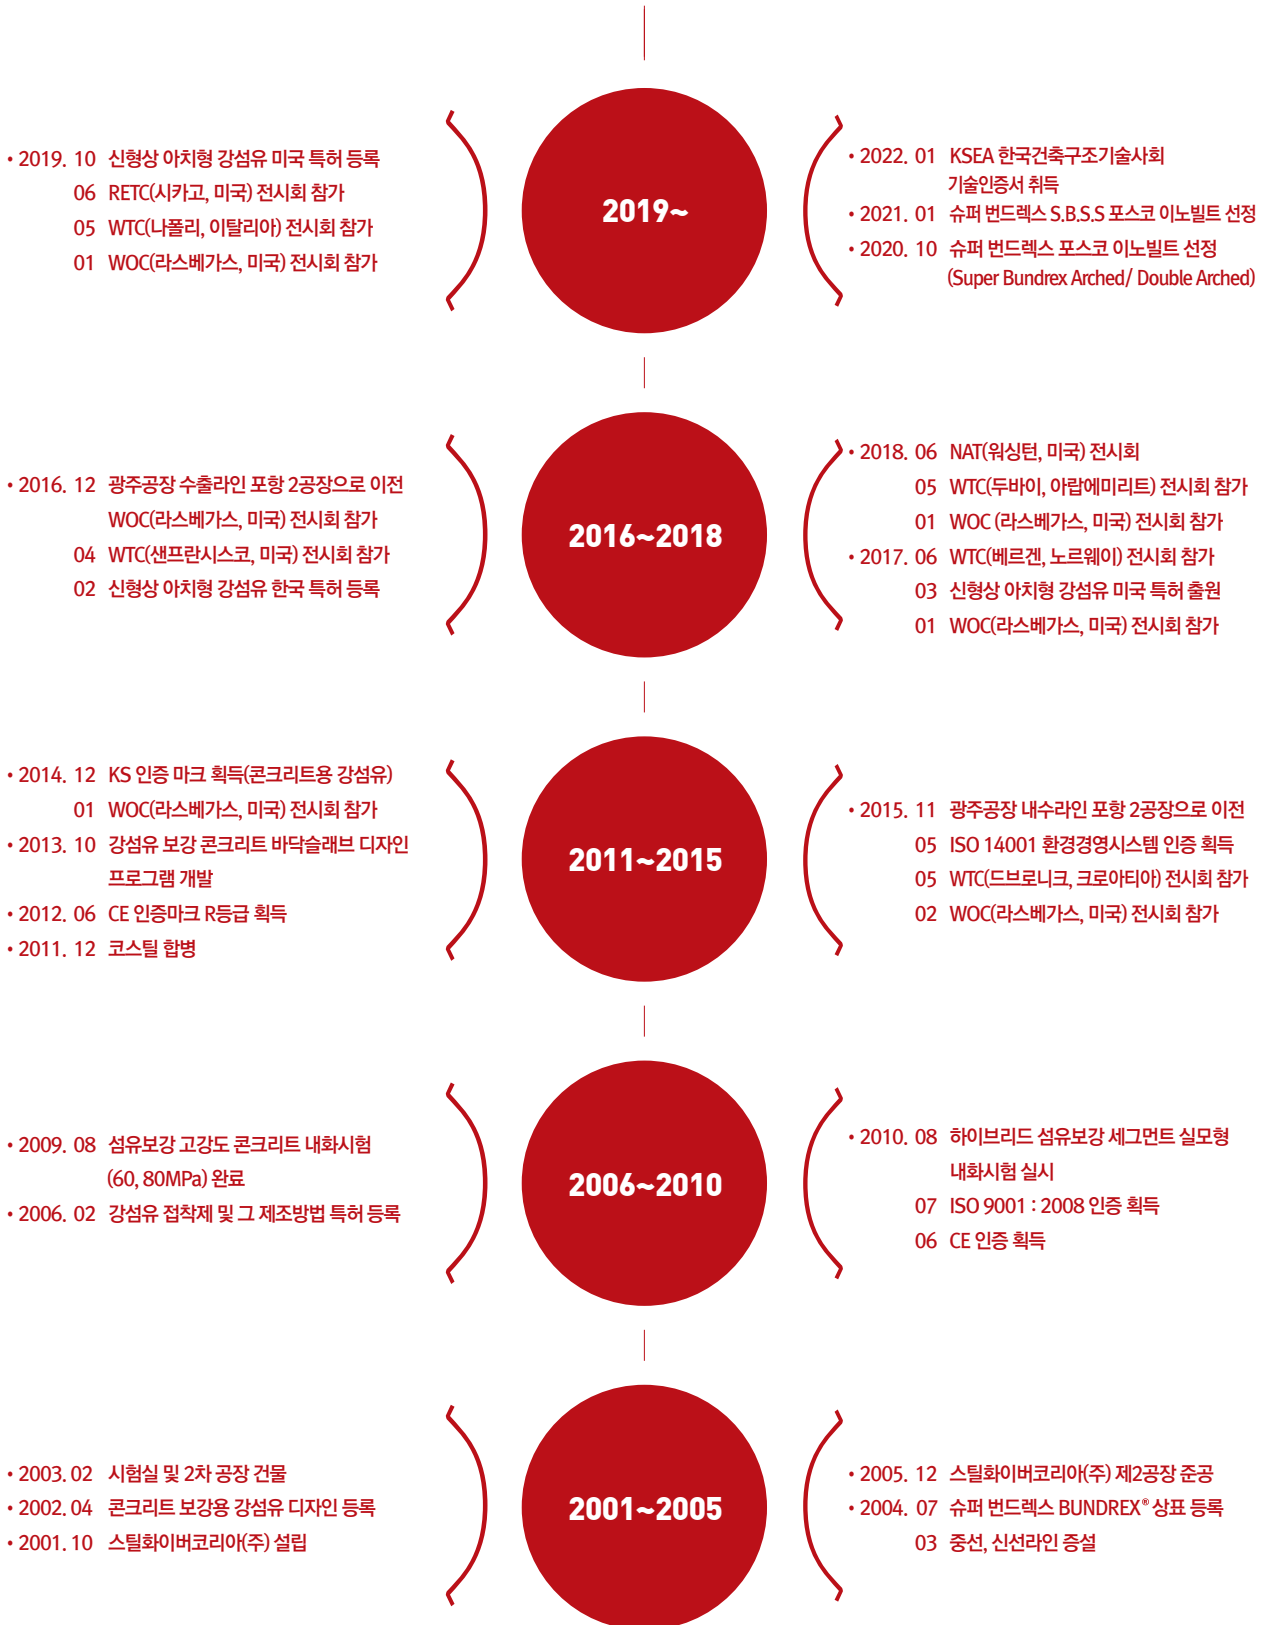 2019~
• 2019. 10 신형상 아치형 강섬유 미국 특허 등록
06 RETC(시카고, 미국) 전시회 참가
05 WTC(나폴리, 이탈리아) 전시회 참가
01 WOC(라스베가스, 미국) 전시회 참가
• 2022. 01 KSEA 한국건축구조기술사회
기술인증서 취득
• 2021. 01 슈퍼 번드렉스 S.B.S.S 포스코 이노빌트 선정
• 2020. 10 슈퍼 번드렉스 포스코 이노빌트 선정
(Super Bundrex Arched/ Double Arched)
2016~2018
• 2016. 12 광주공장 수출라인 포항 2공장으로 이전
WOC(라스베가스, 미국) 전시회 참가
04 WTC(샌프란시스코, 미국) 전시회 참가
02 신형상 아치형 강섬유 한국 특허 등록
• 2018. 06 NAT(워싱턴, 미국) 전시회
05 WTC(두바이, 아랍에미리트) 전시회 참가
01 WOC (라스베가스, 미국) 전시회 참가
• 2017. 06 WTC(베르겐, 노르웨이) 전시회 참가
03 신형상 아치형 강섬유 미국 특허 출원
01 WOC(라스베가스, 미국) 전시회 참가
2011~2015
• 2014. 12 KS 인증 마크 획득(콘크리트용 강섬유)
01 WOC(라스베가스, 미국) 전시회 참가
• 2013. 10 강섬유 보강 콘크리트 바닥슬래브 디자인
프로그램 개발
• 2012. 06 CE 인증마크 R등급 획득
• 2011. 12 코스틸 합병
• 2015. 11 광주공장 내수라인 포항 2공장으로 이전
05 ISO 14001 환경경영시스템 인증 획득
05 WTC(드브로니크, 크로아티아) 전시회 참가
02 WOC(라스베가스, 미국) 전시회 참가
2006~2010
• 2009. 08 섬유보강 고강도 콘크리트 내화시험
(60, 80MPa) 완료
• 2006. 02 강섬유 접착제 및 그 제조방법 특허 등록
• 2010. 08 하이브리드 섬유보강 세그먼트 실모형
내화시험 실시
07 ISO 9001 : 2008 인증 획득
06 CE 인증 획득
2001~2005
• 2003. 02 시험실 및 2차 공장 건물
• 2002. 04 콘크리트 보강용 강섬유 디자인 등록
• 2001. 10 스틸화이버코리아(주) 설립
• 2005. 12 스틸화이버코리아(주) 제2공장 준공
• 2004. 07 슈퍼 번드렉스 BUNDREX® 상표 등록
03 중선, 신선라인 증설